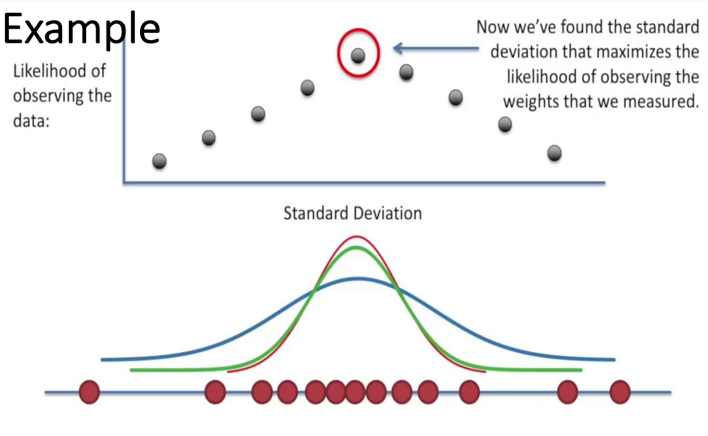 Example
Likelihood of
observing the
data:
Now we've found the standard
deviation that maximizes the
likelihood of observing the
weights that we measured.
Standard Deviation